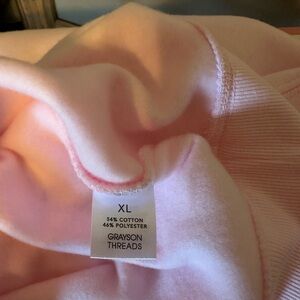 XL
54% COTTON
46% POLYESTER
GRAYSON
THREADS